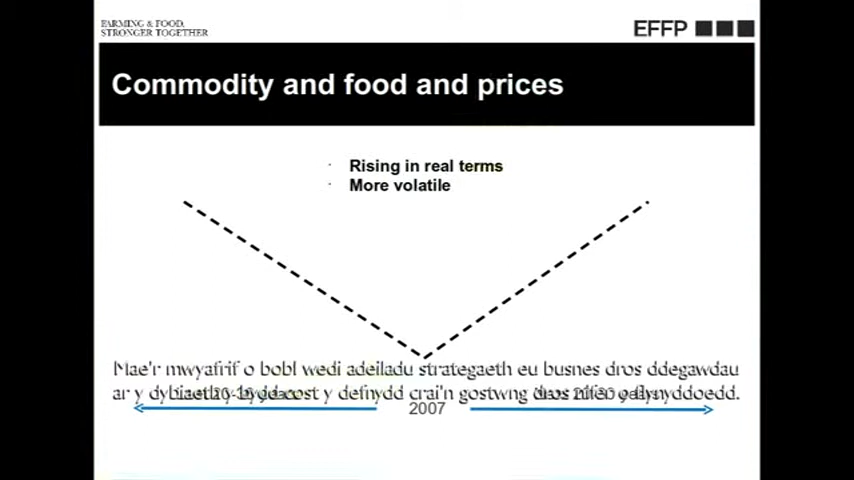 FARMING & FOOD,
STRONGER TOGETHER
EFFP
Commodity and food and prices
· Rising in real terms
· More volatile
Mae'r mwyafrif o bobl wedi adeiladu strategaeth eu busnes dros ddegawdau
ar y dybiaeth y bydd cost y defnydd crai'n gostwng dros nifer o flynyddoedd.
2007